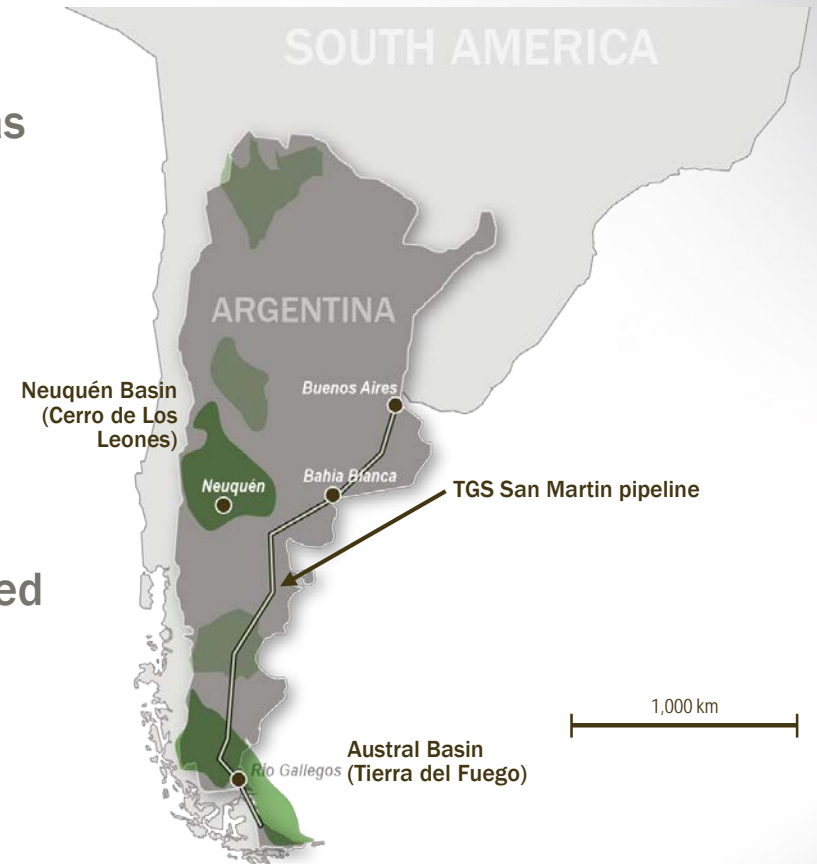 SOUTH AMERICA
ARGENTINA
Neuquén Basin
(Cerro de Los
Leones)
Buenos Aires
Bahia Blanca
Neuquén
TGS San Martin pipeline
1,000 km
Austral Basin
(Tierra del Fuego)
Rio Gallegos